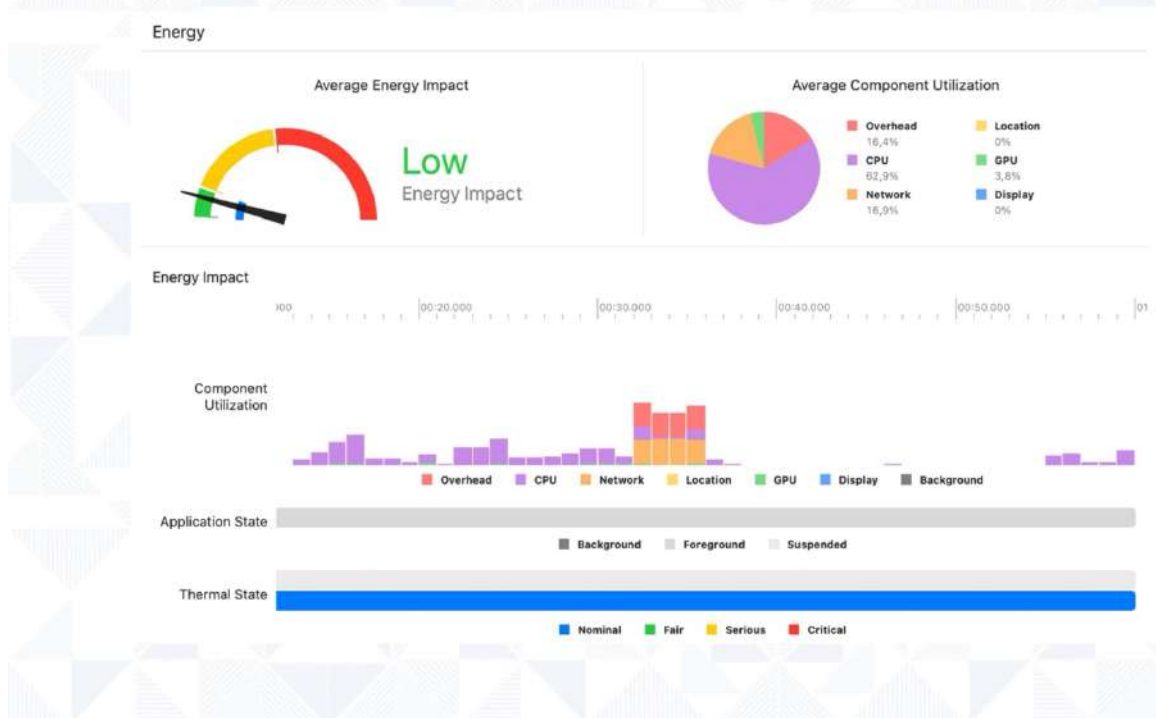 Energy
Average Energy Impact
Low
Energy Impact
Average Component Utilization
Overhead
16,4%
CPU
62,9%
Network
16,9%
Location
0%
GPU
3,8%
Display
0%
Energy Impact
00:20.000 00:30.000 00:40.000 00:50.000
Component
Utilization
Overhead CPU Network Location GPU Display Background
Application State
Background Foreground Suspended
Thermal State
Nominal Fair Serious Critical